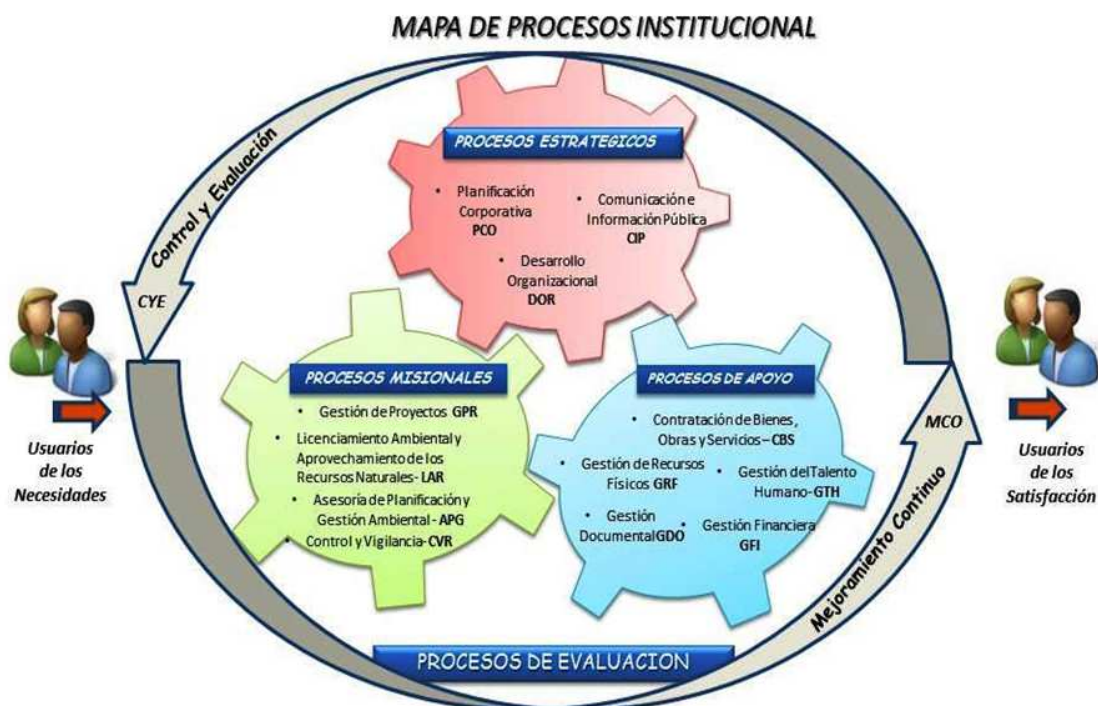 MAPA DE PROCESOS INSTITUCIONAL
Control y Evaluación
CYE
PROCESOS ESTRATEGICOS
• Planificación
Corporativa
PCO
• Comunicación e
Información Pública
CIP
• Desarrollo
Organizacional
DOR
PROCESOS MISIONALES
• Gestión de Proyectos GPR
• Licenciamiento Ambiental y
Aprovechamiento de los
Recursos Naturales- LAR
• Asesoría de Planificación y
Gestión Ambiental - APG
• Control y Vigilancia- CVR
PROCESOS DE APOYO
• Contratación de Bienes,
Obras y Servicios – CBS
• Gestión de Recursos
Físicos GRF
• Gestión del Talento
Humano- GTH
• Gestión
DocumentalGDO
• Gestión Financiera
GFI
Usuarios
de los
Necesidades
MCO
Mejoramiento Continuo
Usuarios
de los
Satisfacción
PROCESOS DE EVALUACION